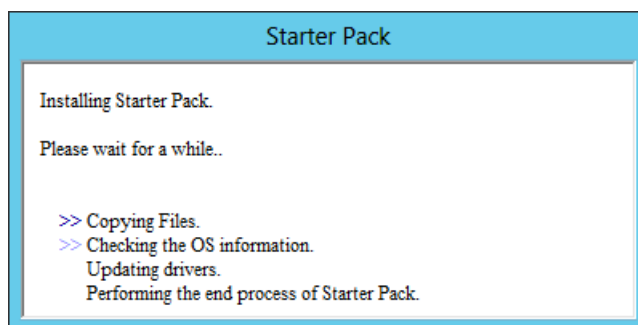 Starter Pack
Installing Starter Pack.
Please wait for a while..
>> Copying Files.
>> Checking the OS information.
Updating drivers.
Performing the end process of Starter Pack.